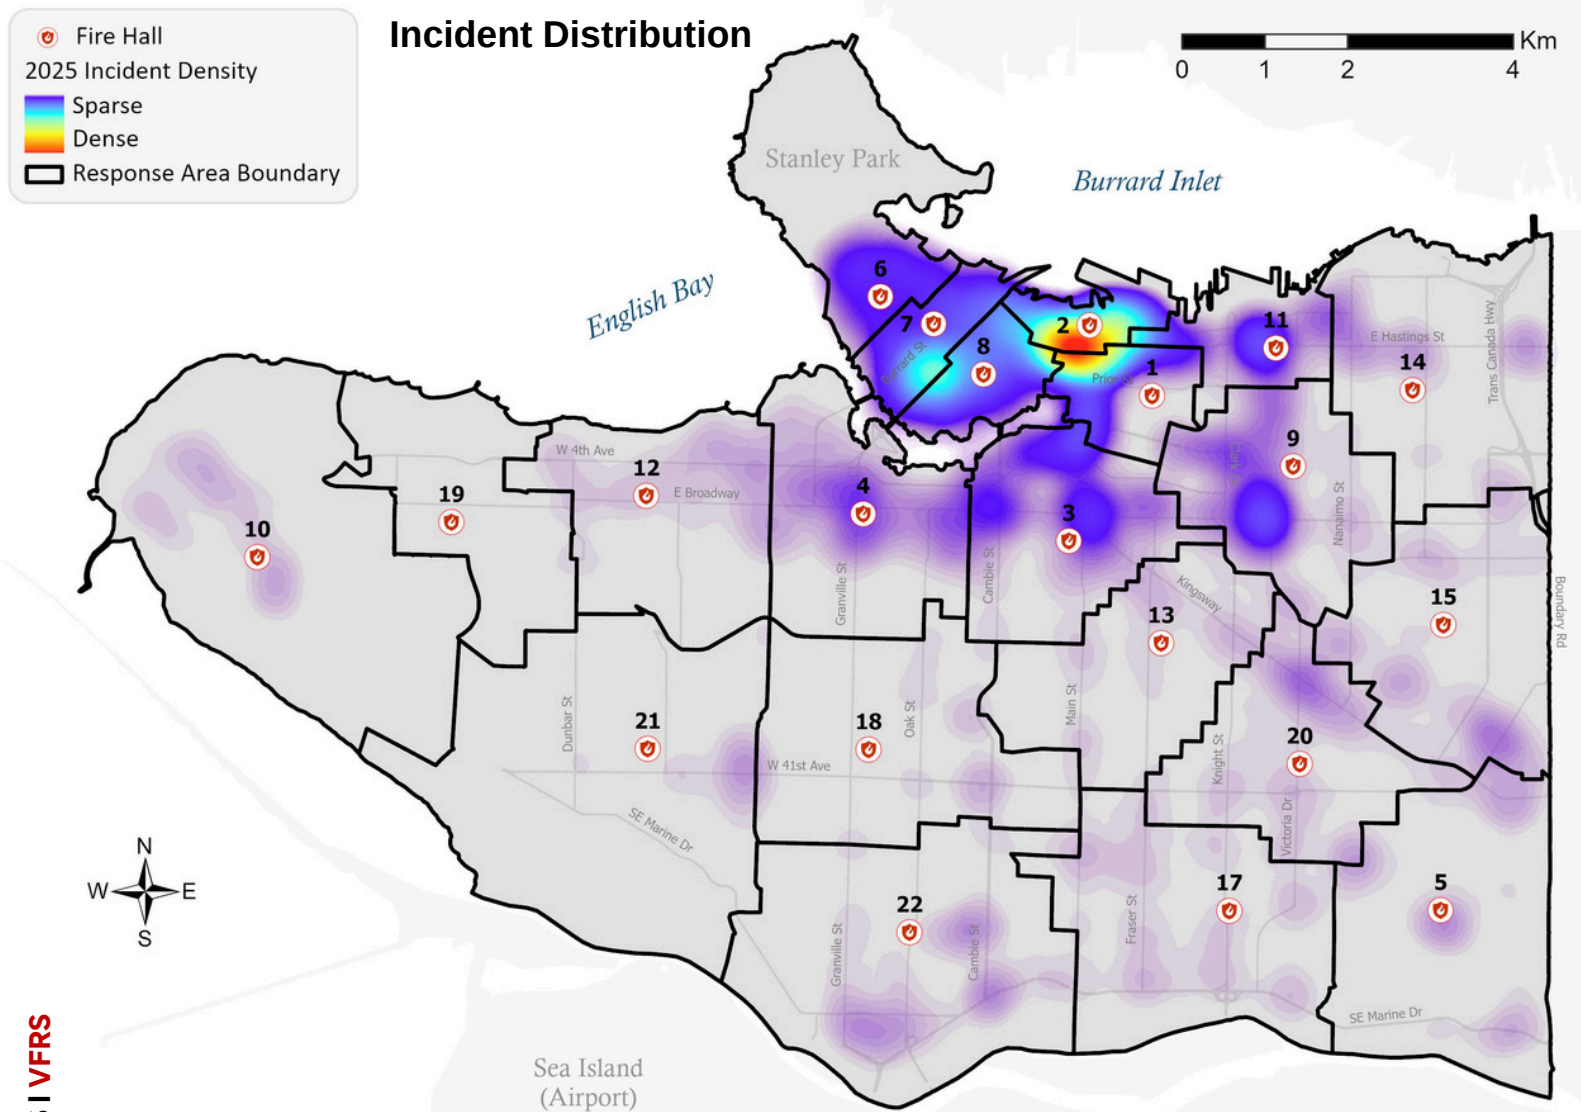 Incident Distribution
Fire Hall
2025 Incident Density
Sparse
Dense
Response Area Boundary
Km
0 1 2 4
Stanley Park
Burrard Inlet
English Bay
6
7
Burrard St
8
2
1
Prior St
11
E Hastings St
14
Trans Canada Hwy
9
Nanaimo St
W 4th Ave
12
E Broadway
19
10
4
3
Granville St
Cambie St
Kingsway
13
15
Boundary Rd
Dunbar St
21
18
Oak St
Main St
W 41st Ave
Knight St
20
Victoria Dr
SE Marine Dr
22
Granville St
Cambie St
Fraser St
17
5
SE Marine Dr
N
W E
S
Sea Island
(Airport)
I VFRS